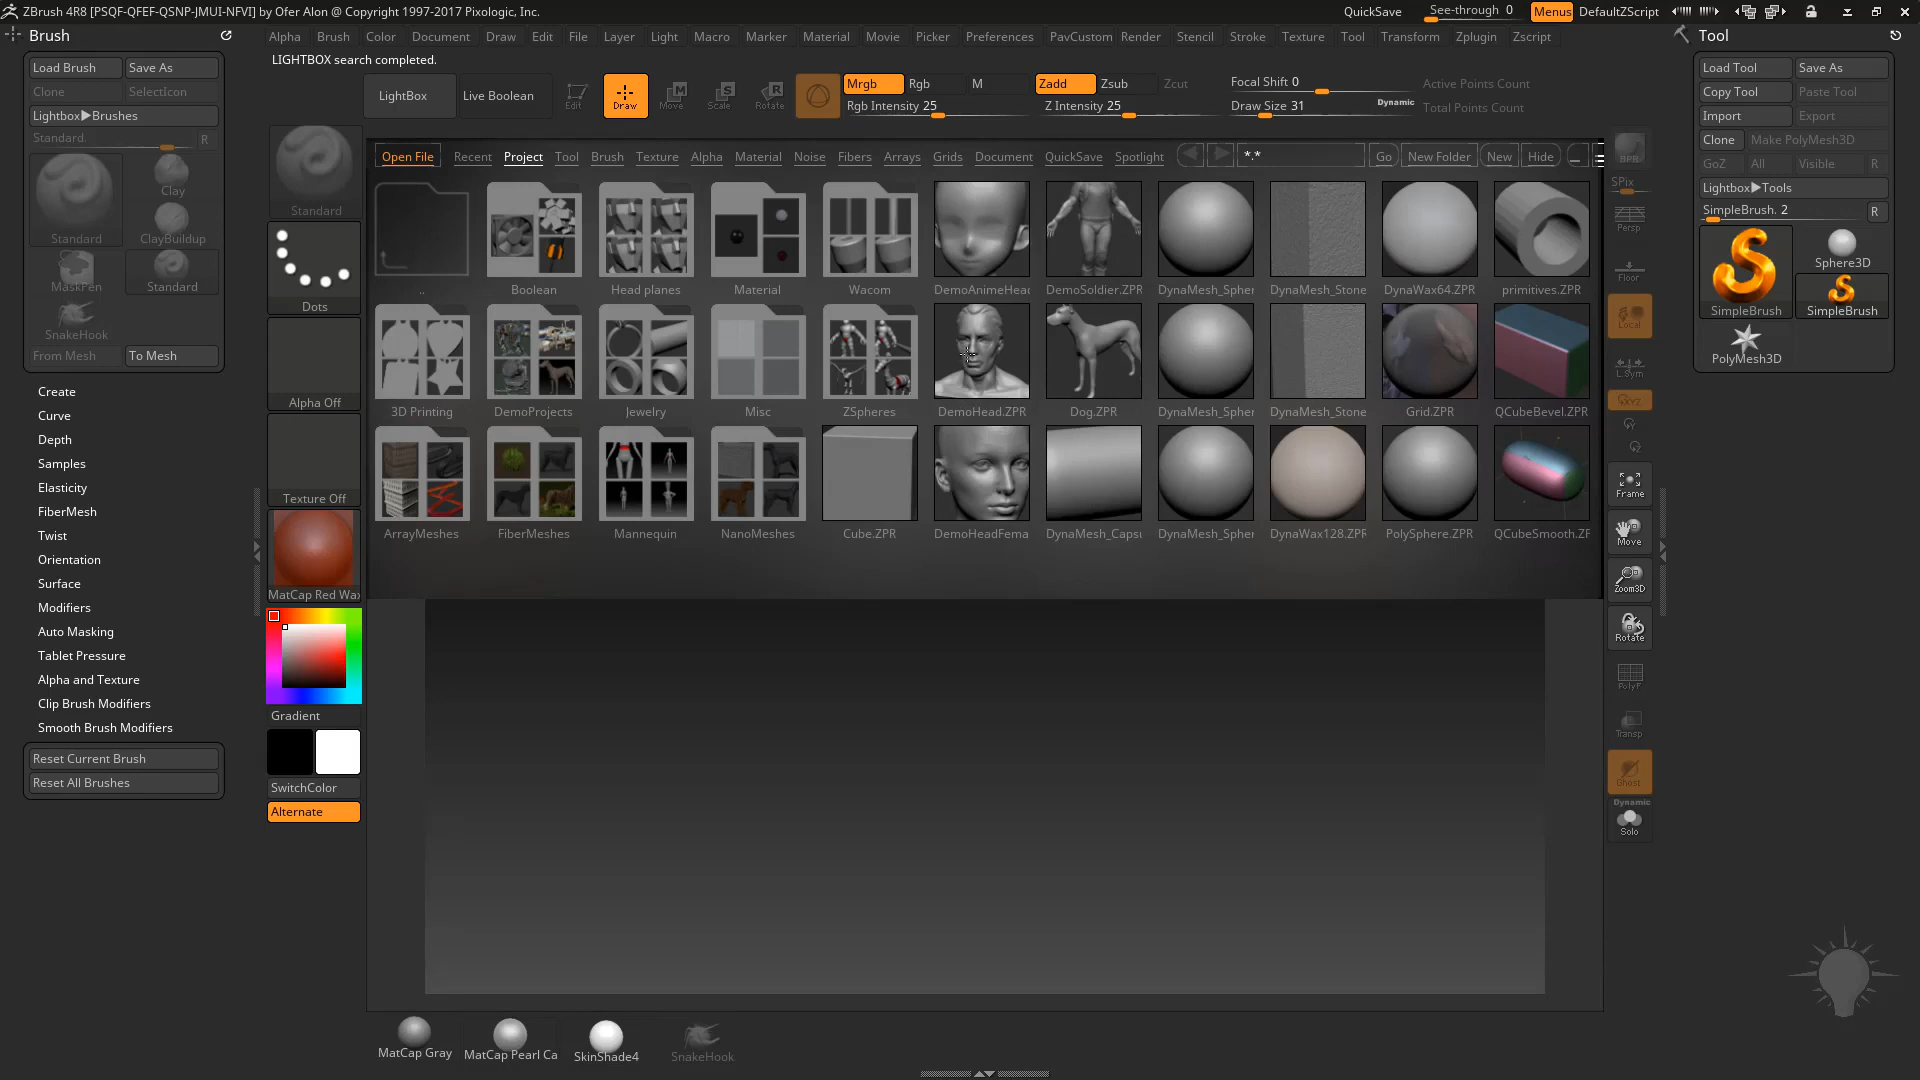 ZBrush 4R8 [PSQF-QFEF-QSNP-JMUI-NFVI] by Ofer Alon @ Copyright 1997-2017 Pixologic, Inc.
QuickSave See-through 0 Menus DefaultZScript
Brush
Alpha Brush Color Document Draw Edit File Layer Light Macro Marker Material Movie Picker Preferences PavCustom Render Stencil Stroke Texture Tool Transform Zplugin Zscript
Tool
LIGHTBOX search completed.
Load Brush Save As
Clone SelectIcon
Lightbox▶Brushes
Standard. R
Standard
Clay
ClayBuildup
MaskPen
Standard
SnakeHook
From Mesh To Mesh
Create
Curve
Depth
Samples
Elasticity
FiberMesh
Twist
Orientation
Surface
Modifiers
Auto Masking
Tablet Pressure
Alpha and Texture
Clip Brush Modifiers
Smooth Brush Modifiers
Reset Current Brush
Reset All Brushes
LightBox
Live Boolean
Edit
Draw
Move
Scale
Rotate
Mrgb Rgb M
Rgb Intensity 25
Zadd Zsub Zcut
Z Intensity 25
Focal Shift 0
Draw Size 31
Dynamic
Active Points Count
Total Points Count
Standard
Dots
Alpha Off
Texture Off
MatCap Red Wax
Gradient
SwitchColor
Alternate
Open File Recent Project Tool Brush Texture Alpha Material Noise Fibers Arrays Grids Document QuickSave Spotlight *.* Go New Folder New Hide
.. Boolean Head planes Material Wacom DemoAnimeHead DemoSoldier.ZPR DynaMesh_Spher DynaMesh_Stone DynaWax64.ZPR primitives.ZPR
3D Printing DemoProjects Jewelry Misc ZSpheres DemoHead.ZPR Dog.ZPR DynaMesh_Spher DynaMesh_Stone Grid.ZPR QCubeBevel.ZPR
ArrayMeshes FiberMeshes Mannequin NanoMeshes Cube.ZPR DemoHeadFema DynaMesh_Capsu DynaMesh_Spher DynaWax128.ZPR PolySphere.ZPR QCubeSmooth.ZF
MatCap Gray MatCap Pearl Ca SkinShade4 SnakeHook
BPR
SPix
Persp
Floor
Local
L.Sym
XYZ
Frame
Move
Zoom3D
Rotate
PolyF
Transp
Ghost
Dynamic
Solo
Load Tool Save As
Copy Tool Paste Tool
Import Export
Clone Make PolyMesh3D
GoZ All Visible R
Lightbox▶Tools
SimpleBrush. 2 R
SimpleBrush
Sphere3D
SimpleBrush
PolyMesh3D